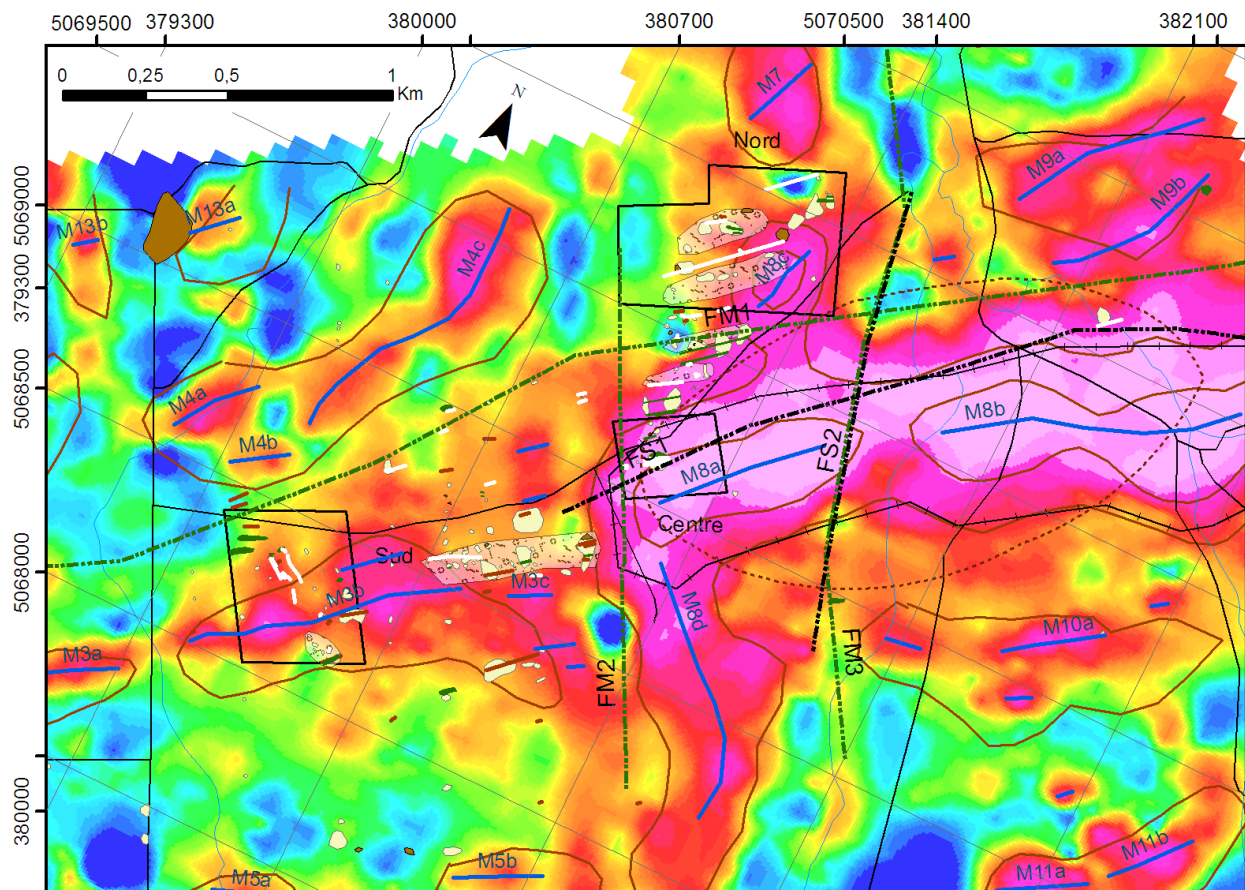 5069500 379300 380000 380700 5070500 381400 382100
0 0,25 0,5 1
Km
N
M7
Nord
M9a
M9b
M13a
M13b
M4c
M8c
FM1
M4a
M4b
M8b
FS1
FS2
M8a
Centre
Sud
M3b
M3c
M8d
M3a
M10a
FM2
FM3
M5b
M5a
M11b
M11a
5069000
379300
5068500
5068000
380000